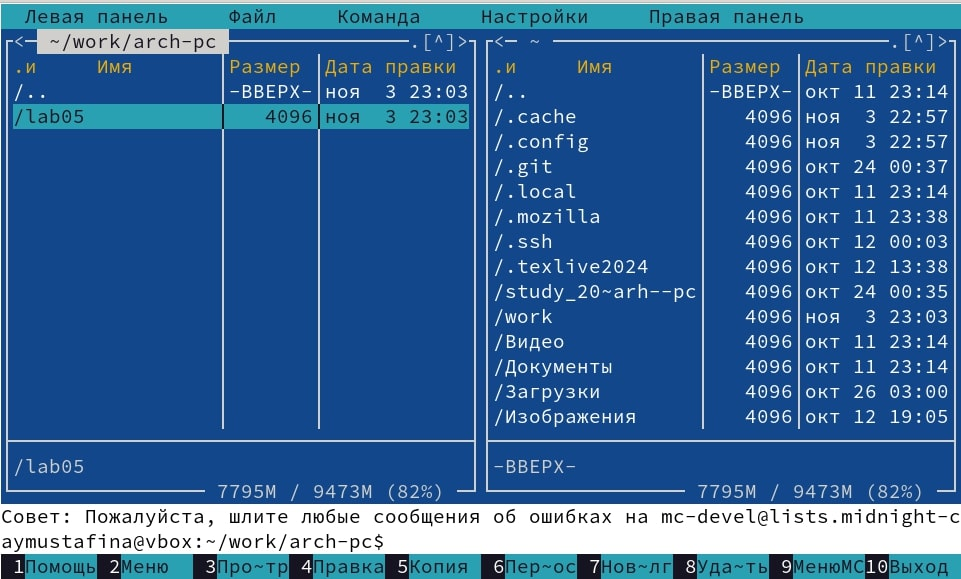 Левая панель Файл Команда Настройки Правая панель
<─ ~/work/arch-pc .[^]> <─ ~ .[^]>
.и Имя Размер Дата правки .и Имя Размер Дата правки
/.. -ВВЕРХ- ноя 3 23:03 /.. -ВВЕРХ- окт 11 23:14
/lab05 4096 ноя 3 23:03 /.cache 4096 ноя 3 22:57
/.config 4096 ноя 3 22:57
/.git 4096 окт 24 00:37
/.local 4096 окт 11 23:14
/.mozilla 4096 окт 11 23:38
/.ssh 4096 окт 12 00:03
/.texlive2024 4096 окт 12 13:38
/study_20~arh--pc 4096 окт 24 00:35
/work 4096 ноя 3 23:03
/Видео 4096 окт 11 23:14
/Документы 4096 окт 11 23:14
/Загрузки 4096 окт 26 03:00
/Изображения 4096 окт 12 19:05
/lab05 -ВВЕРХ-
7795M / 9473M (82%) 7795M / 9473M (82%)
Совет: Пожалуйста, шлите любые сообщения об ошибках на mc-devel@lists.midnight-c
aymustafina@vbox:~/work/arch-pc$
1Помощь 2Меню 3Про~тр 4Правка 5Копия 6Пер~ос 7Нов~лг 8Уда~ть 9МенюMC 10Выход